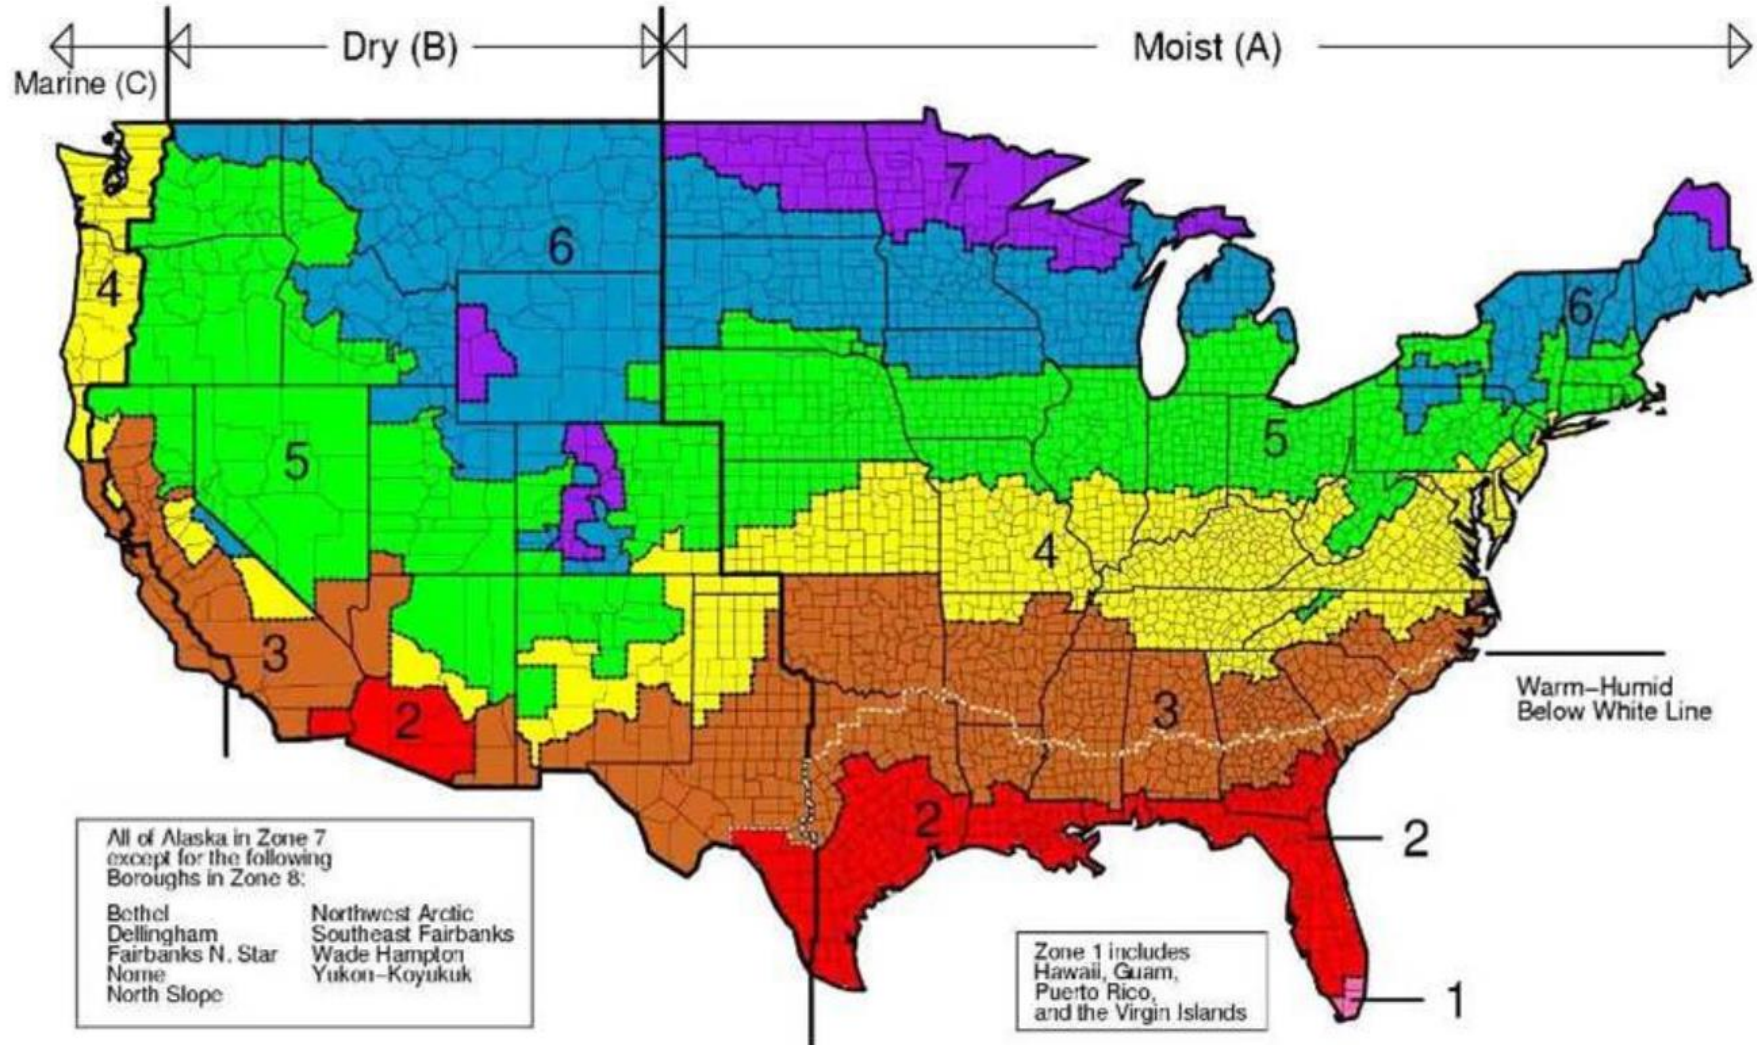 Dry (B)
Moist (A)
Marine (C)
7
6
4
6
5
5
4
3
3
2
2
2
1
Warm-Humid
Below White Line
All of Alaska in Zone 7
except for the following
Boroughs in Zone 8:
Bethel
Dellingham
Fairbanks N. Star
Nome
North Slope
Northwest Arctic
Southeast Fairbanks
Wade Hampton
Yukon-Koyukuk
Zone 1 includes
Hawaii, Guam,
Puerto Rico,
and the Virgin Islands